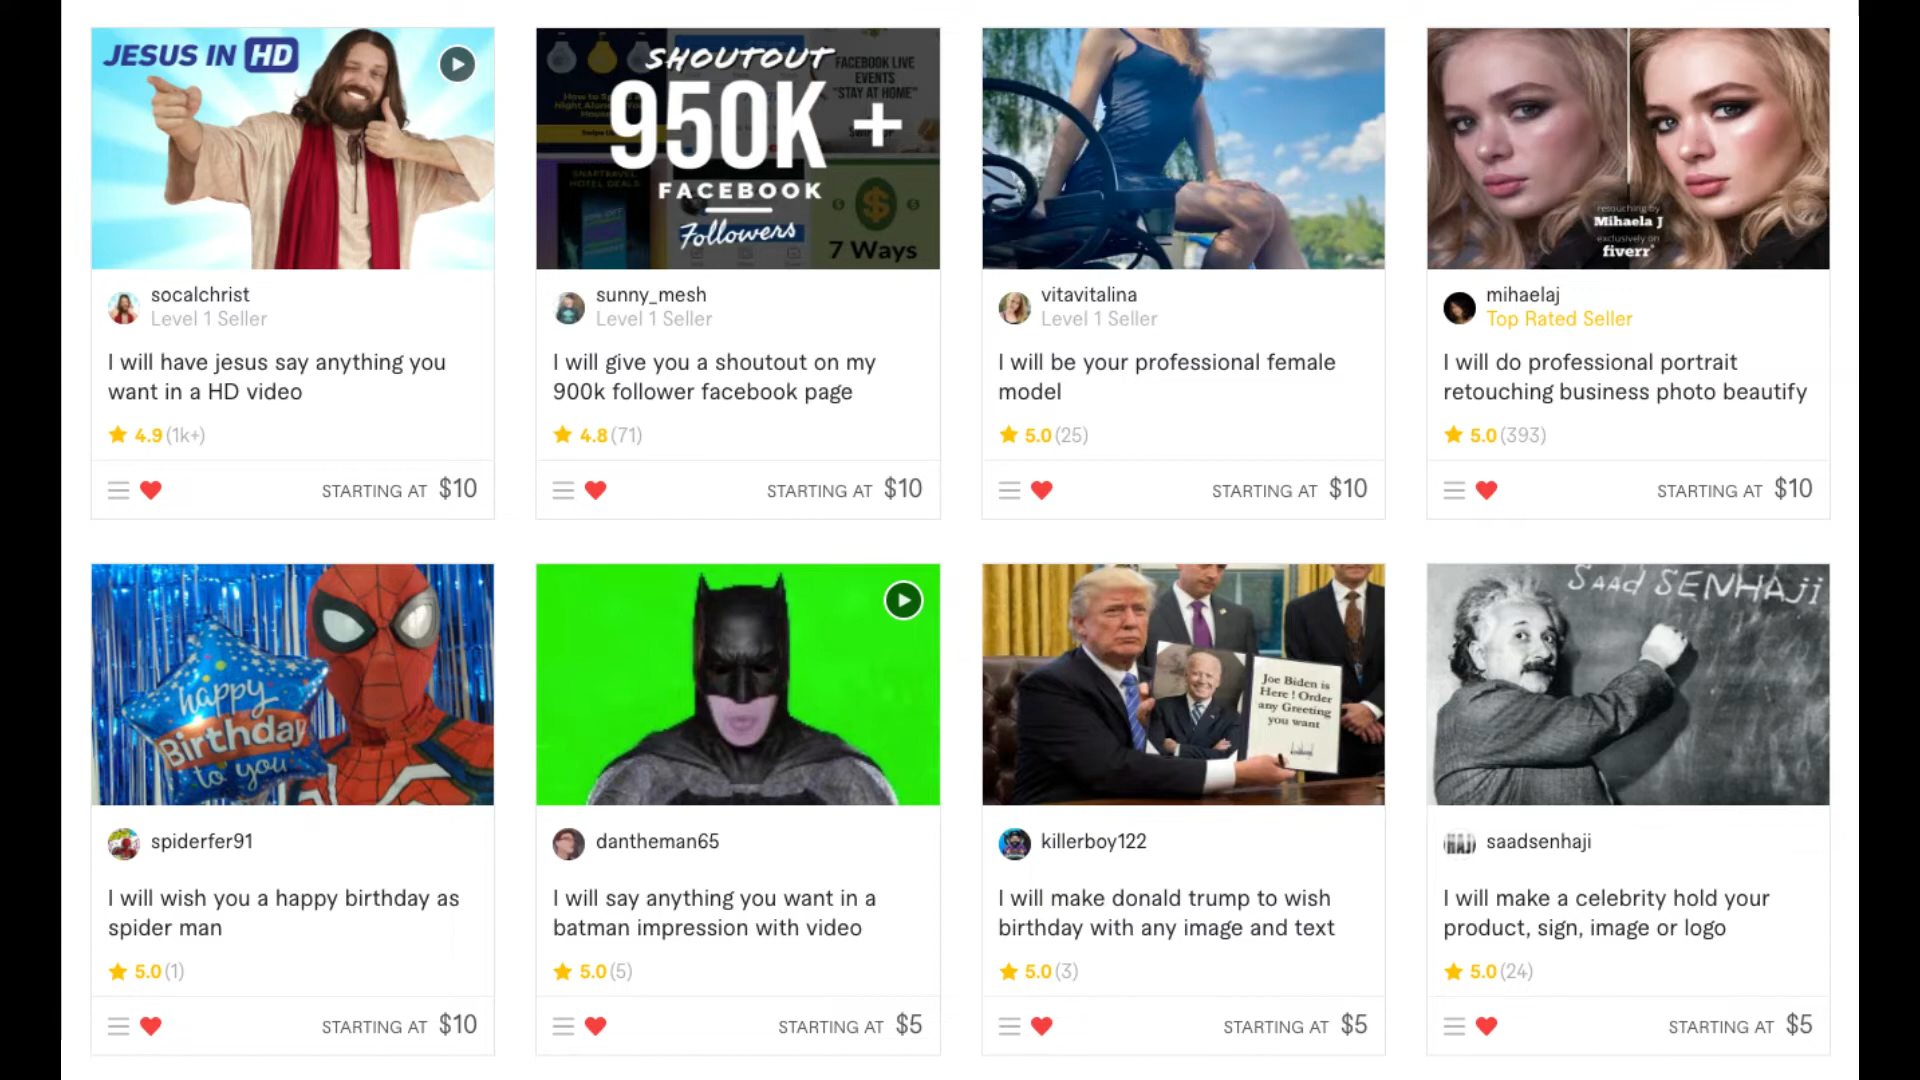 JESUS IN HD
socalchrist
Level 1 Seller
I will have jesus say anything you
want in a HD video
4.9 (1k+)
STARTING AT $10
SHOUTOUT
950K +
FACEBOOK
Followers
FACEBOOK LIVE
EVENTS
"STAY AT HOME"
7 Ways
sunny_mesh
Level 1 Seller
I will give you a shoutout on my
900k follower facebook page
4.8 (71)
STARTING AT $10
vitavitalina
Level 1 Seller
I will be your professional female
model
5.0 (25)
STARTING AT $10
retouching by
Mihaela J
exclusively on
fiverr
mihaelaj
Top Rated Seller
I will do professional portrait
retouching business photo beautify
5.0 (393)
STARTING AT $10
happy
Birthday
to you
spiderfer91
I will wish you a happy birthday as
spider man
5.0 (1)
STARTING AT $10
dantheman65
I will say anything you want in a
batman impression with video
5.0 (5)
STARTING AT $5
Joe Biden is
Here ! Order
any Greeting
you want
killerboy122
I will make donald trump to wish
birthday with any image and text
5.0 (3)
STARTING AT $5
SAAd SENHAJi
HAJI
saadsenhaji
I will make a celebrity hold your
product, sign, image or logo
5.0 (24)
STARTING AT $5